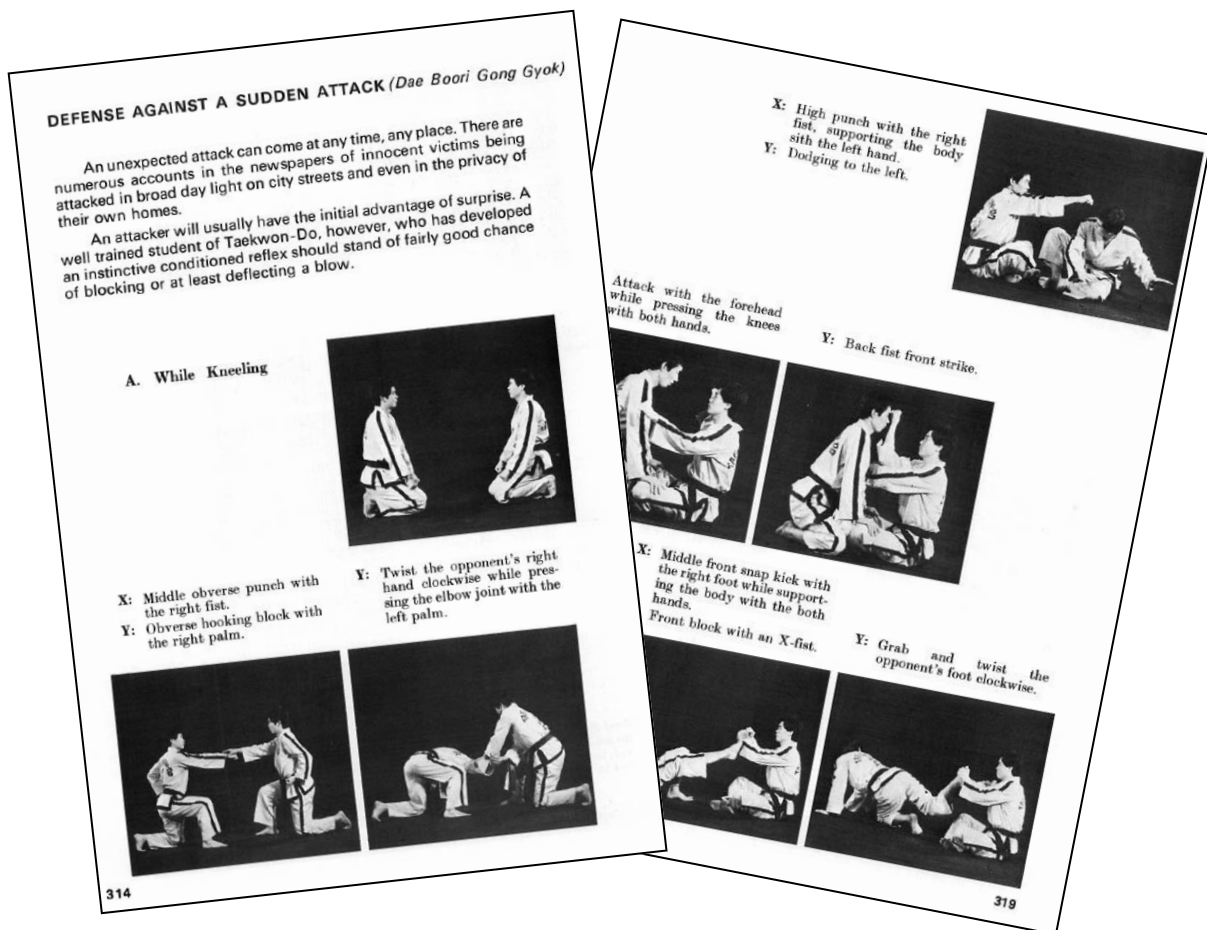 DEFENSE AGAINST A SUDDEN ATTACK (Dae Boori Gong Gyok)
An unexpected attack can come at any time, any place. There are
numerous accounts in the newspapers of innocent victims being
attacked in broad day light on city streets and even in the privacy of
their own homes.
An attacker will usually have the initial advantage of surprise. A
well trained student of Taekwon-Do, however, who has developed
an instinctive conditioned reflex should stand of fairly good chance
of blocking or at least deflecting a blow.
A. While Kneeling
X: Middle obverse punch with
the right fist.
Y: Obverse hooking block with
the right palm.
Y: Twist the opponent's right
hand clockwise while pres-
sing the elbow joint with the
left palm.
314
X: High punch with the right
fist, supporting the body
sith the left hand.
Y: Dodging to the left.
Attack with the forehead
while pressing the knees
with both hands.
Y: Back fist front strike.
X: Middle front snap kick with
the right foot while support-
ing the body with the both
hands.
Front block with an X-fist.
Y: Grab and twist the
opponent's foot clockwise.
319